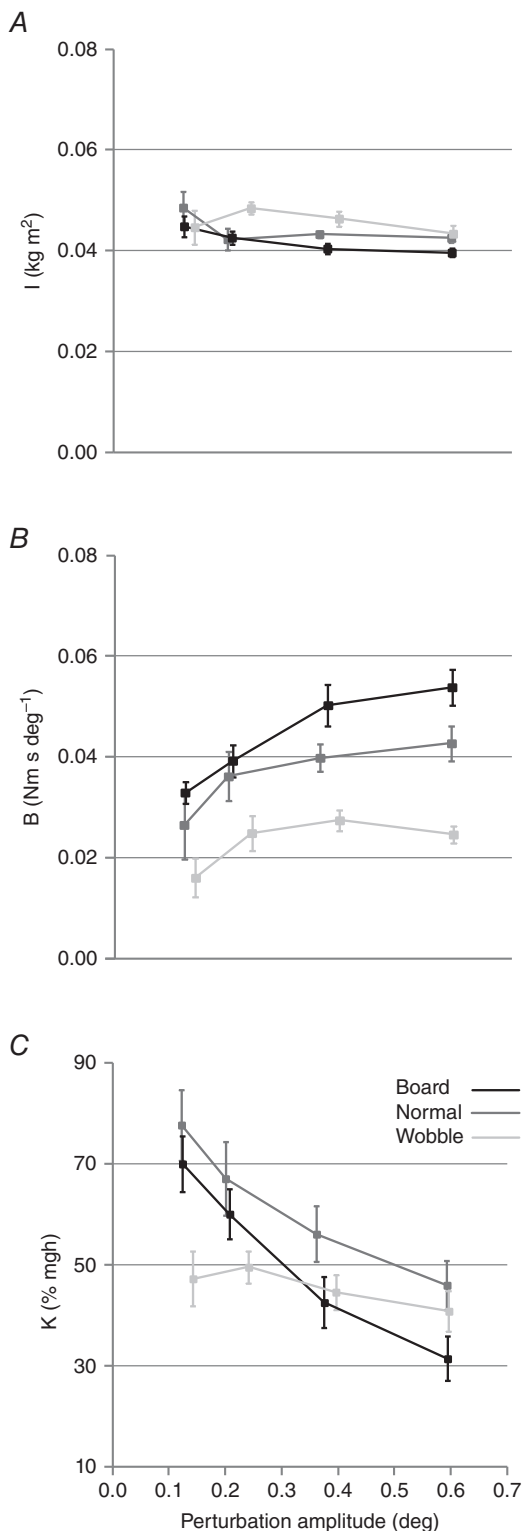 A
0.08
0.06
0.04
0.02
0.00
I (kg m²)
B
0.08
0.06
0.04
0.02
0.00
B (Nm s deg⁻¹)
C
90
70
50
30
10
K (% mgh)
Board
Normal
Wobble
0.0 0.1 0.2 0.3 0.4 0.5 0.6 0.7
Perturbation amplitude (deg)